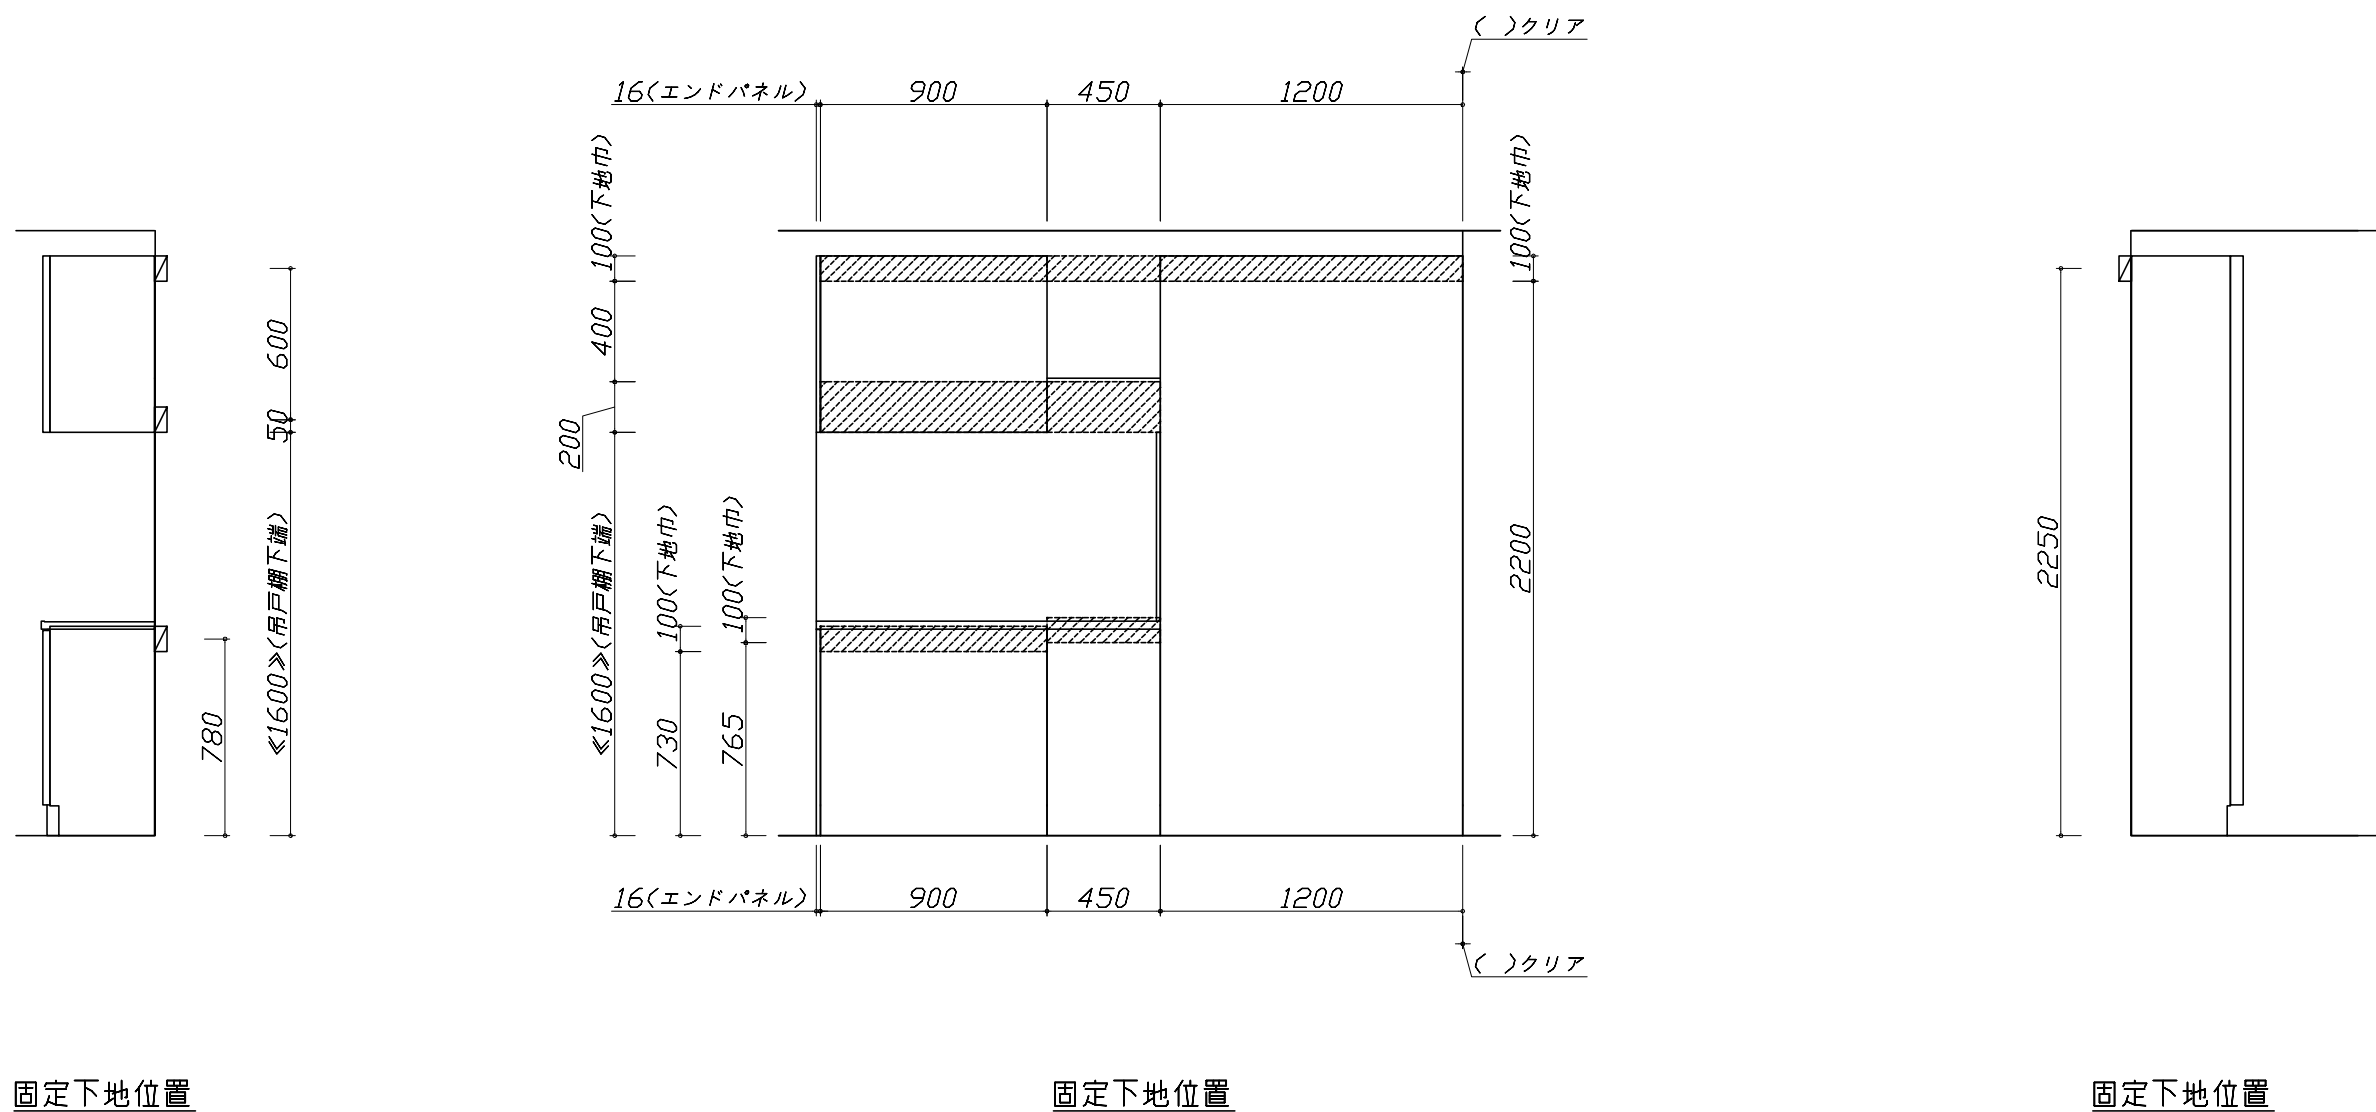 ( )クリア
16(エンドパネル)
900
450
1200
100(下地巾)
400
200
≪1600≫(吊戸棚下端)
100(下地巾)
730
100(下地巾)
765
100(下地巾)
2200
600
50
≪1600≫(吊戸棚下端)
780
2250
16(エンドパネル)
900
450
1200
( )クリア
固定下地位置
固定下地位置
固定下地位置